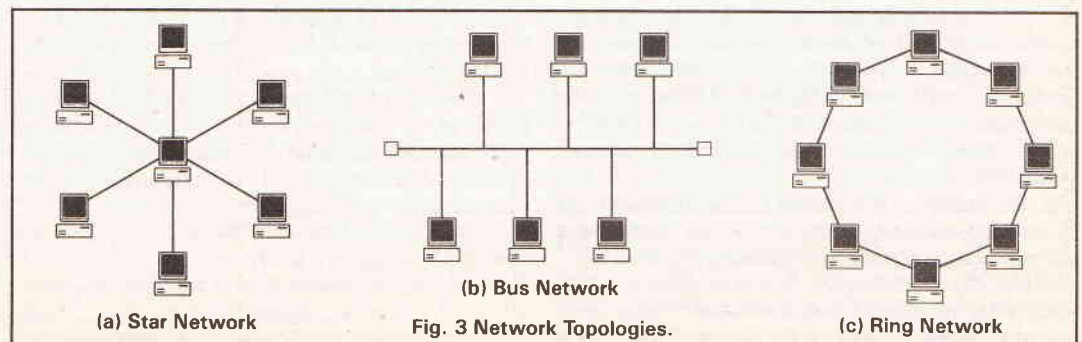 (a) Star Network
(b) Bus Network
Fig. 3 Network Topologies.
(c) Ring Network